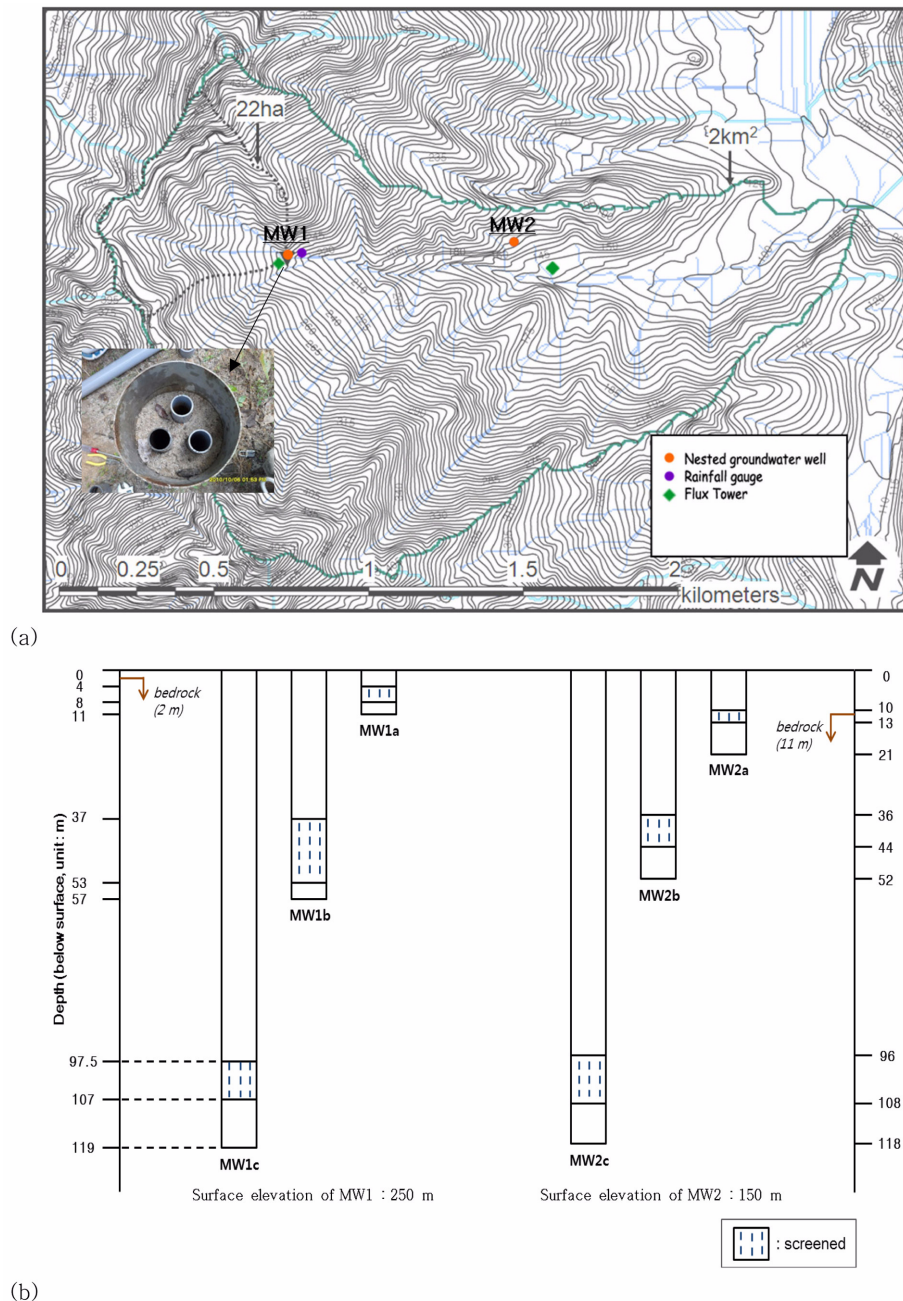 22ha
2km²
MW1
MW2
Nested groundwater well
Rainfall gauge
Flux Tower
0 0.25 0.5 1 1.5 2
kilometers
N
(a)
Depth (below surface, unit : m)
0
4
8
11
37
53
57
97.5
107
119
bedrock
(2 m)
MW1a
MW1b
MW1c
MW2a
MW2b
MW2c
bedrock
(11 m)
0
10
13
21
36
44
52
96
108
118
Surface elevation of MW1 : 250 m
Surface elevation of MW2 : 150 m
: screened
(b)